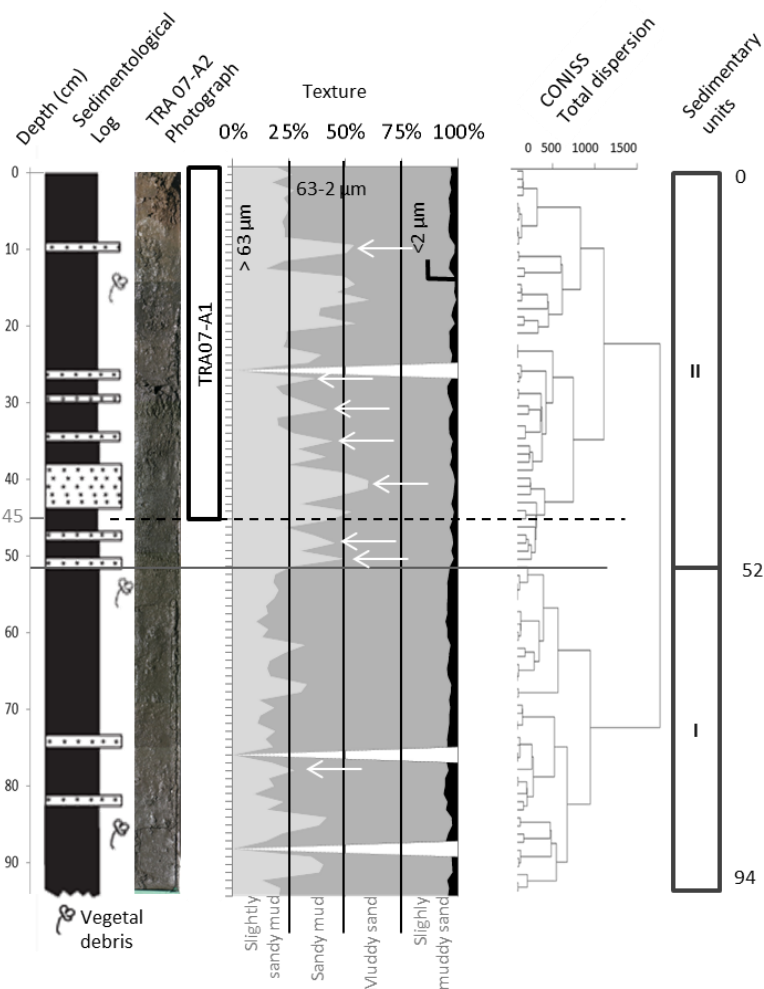 Depth (cm)
Sedimentological
Log
TRA 07-A2
Photograph
Texture
0% 25% 50% 75% 100%
CONISS
Total dispersion
0 500 1000 1500
Sedimentary
units
0
10
20
30
40
45
50
60
70
80
90
TRA07-A1
> 63 µm
63-2 µm
<2 µm
0
II
52
I
94
Slightly
sandy mud
Sandy mud
Muddy sand
Slighly
muddy sand
Vegetal
debris